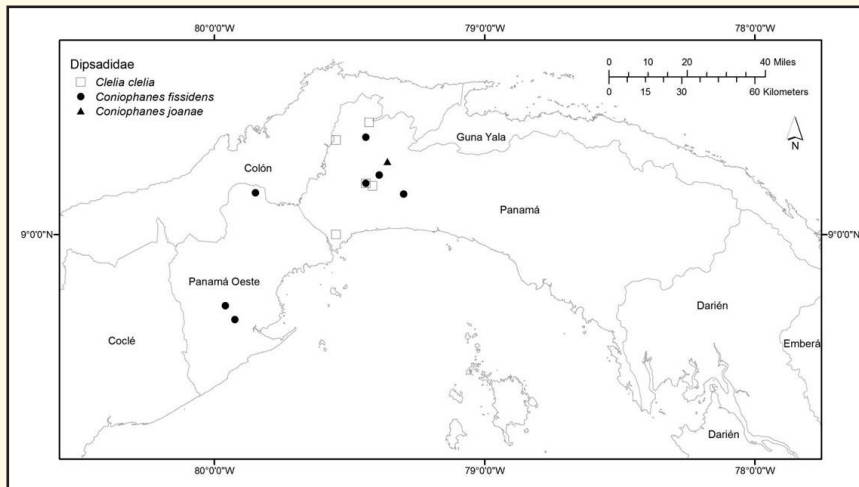 80°0'0"W 79°0'0"W 78°0'0"W
Dipsadidae
Clelia clelia
Coniophanes fissidens
Coniophanes joanae
0 10 20 40 Miles
0 15 30 60 Kilometers
N
Guna Yala
Colón
Panamá
9°0'0"N 9°0'0"N
Panamá Oeste
Darién
Coclé
Emberá
Darién
80°0'0"W 79°0'0"W 78°0'0"W